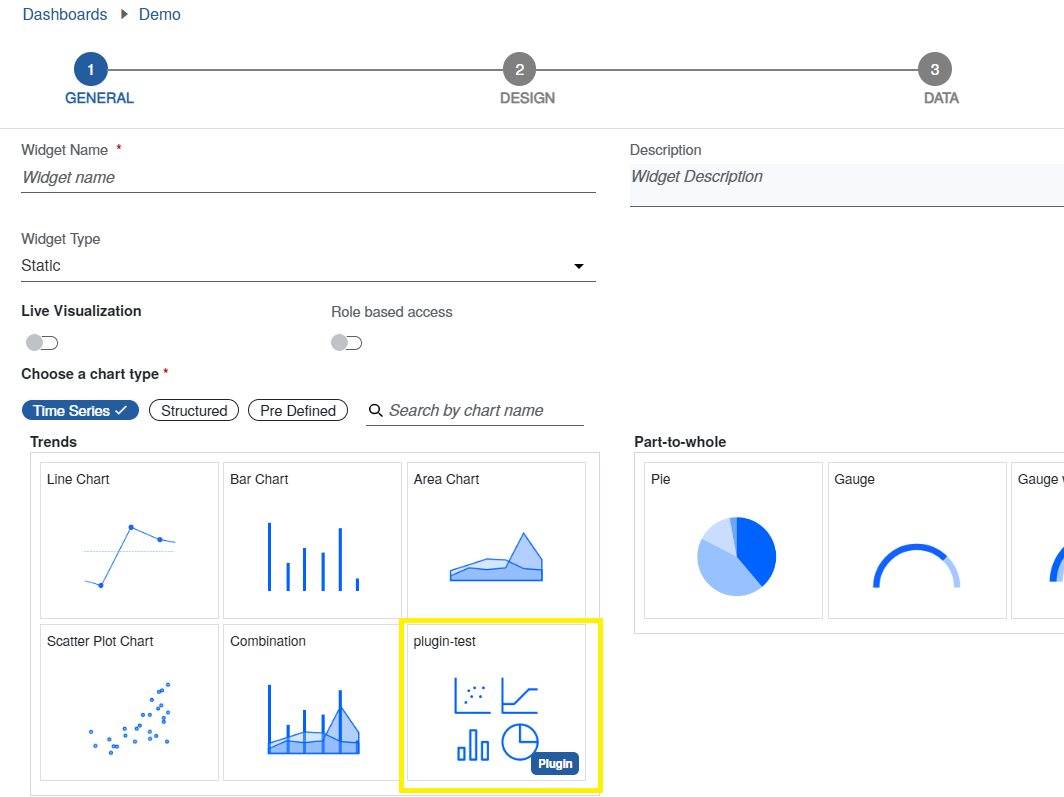 Dashboards Demo
1 2 3
GENERAL DESIGN DATA
Widget Name * Description
Widget name Widget Description
Widget Type
Static
Live Visualization Role based access
Choose a chart type *
Time Series Structured Pre Defined Search by chart name
Trends Part-to-whole
Line Chart Bar Chart Area Chart Pie Gauge Gauge
Scatter Plot Chart Combination plugin-test
Plugin